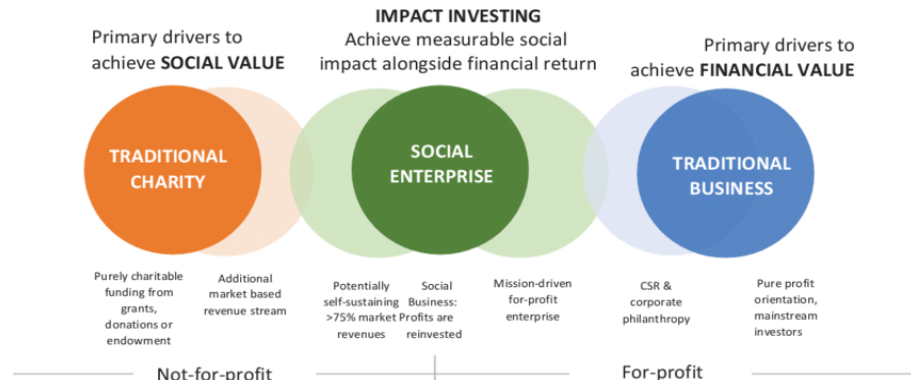 IMPACT INVESTING
Achieve measurable social
impact alongside financial return
Primary drivers to
achieve SOCIAL VALUE
Primary drivers to
achieve FINANCIAL VALUE
TRADITIONAL
CHARITY
SOCIAL
ENTERPRISE
TRADITIONAL
BUSINESS
Purely charitable
funding from
grants,
donations or
endowment
Additional
market based
revenue stream
Potentially
self-sustaining
>75% market
revenues
Social
Business:
Profits are
reinvested
Mission-driven
for-profit
enterprise
CSR &
corporate
philanthropy
Pure profit
orientation,
mainstream
investors
Not-for-profit
For-profit